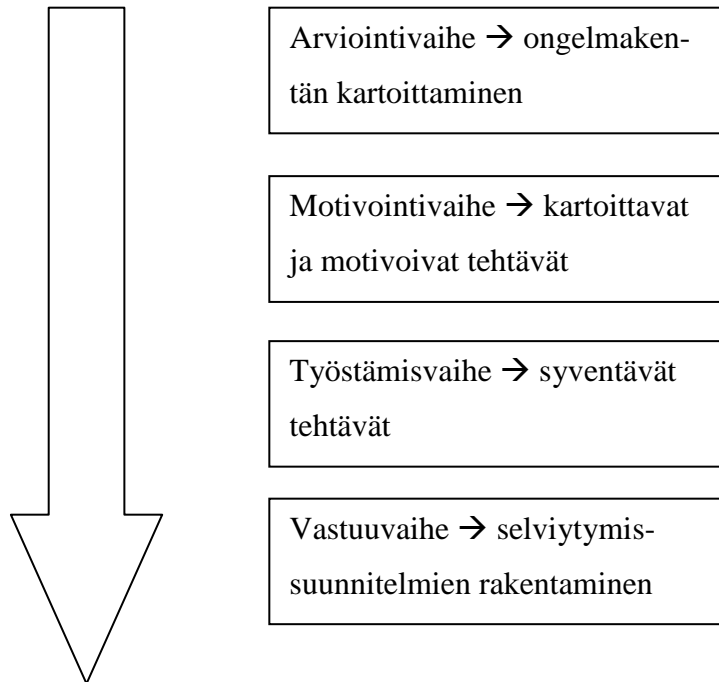 Arviointivaihe → ongelmaken-
tän kartoittaminen
Motivointivaihe → kartoittavat
ja motivoivat tehtävät
Työstämisvaihe → syventävät
tehtävät
Vastuuvaihe → selviytymis-
suunnitelmien rakentaminen